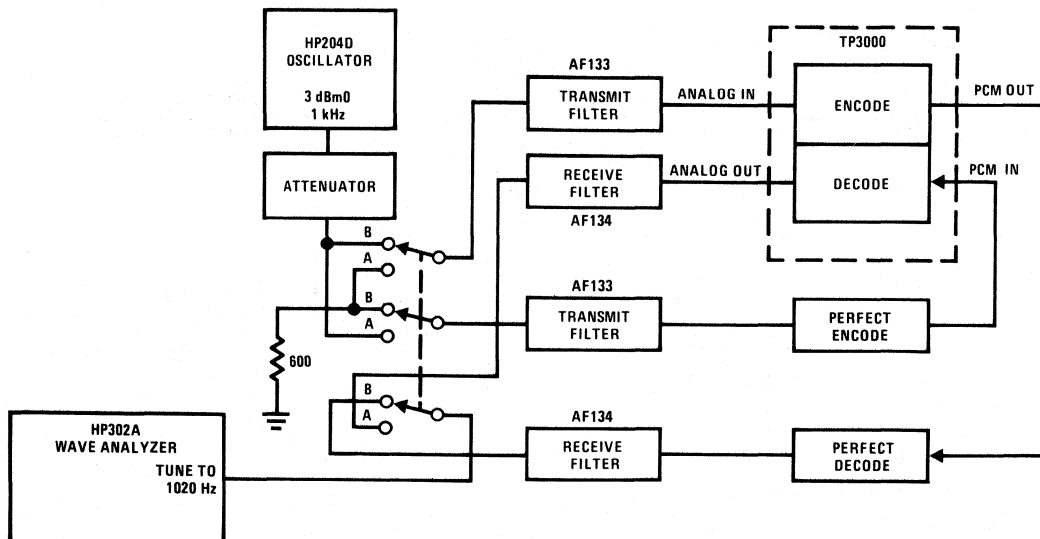 HP204D
OSCILLATOR
3 dBm0
1 kHz
ATTENUATOR
AF133
TRANSMIT
FILTER
ANALOG IN
TP3000
ENCODE
PCM OUT
RECEIVE
FILTER
AF134
ANALOG OUT
DECODE
PCM IN
B
A
B
A
600
AF133
TRANSMIT
FILTER
PERFECT
ENCODE
B
A
HP302A
WAVE ANALYZER
TUNE TO
1020 Hz
AF134
RECEIVE
FILTER
PERFECT
DECODE